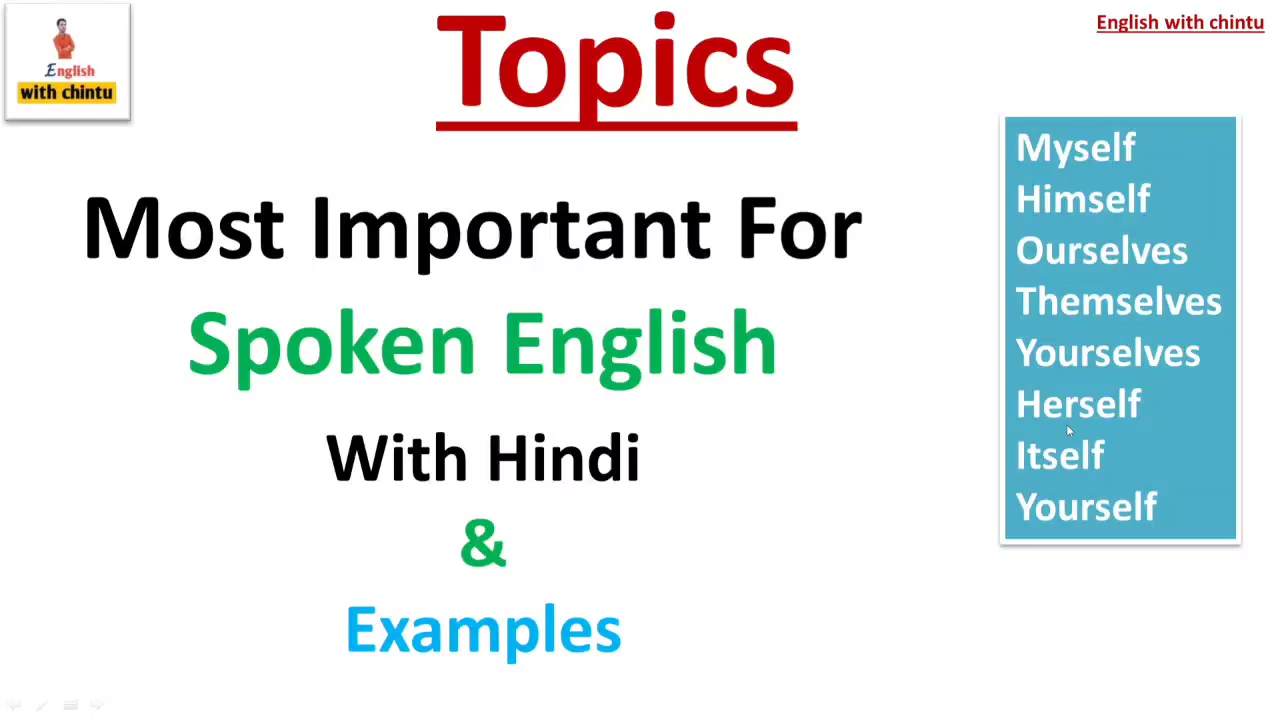 English
with chintu
Topics
English with chintu
Most Important For
Spoken English
With Hindi
&
Examples
Myself
Himself
Ourselves
Themselves
Yourselves
Herself
Itself
Yourself